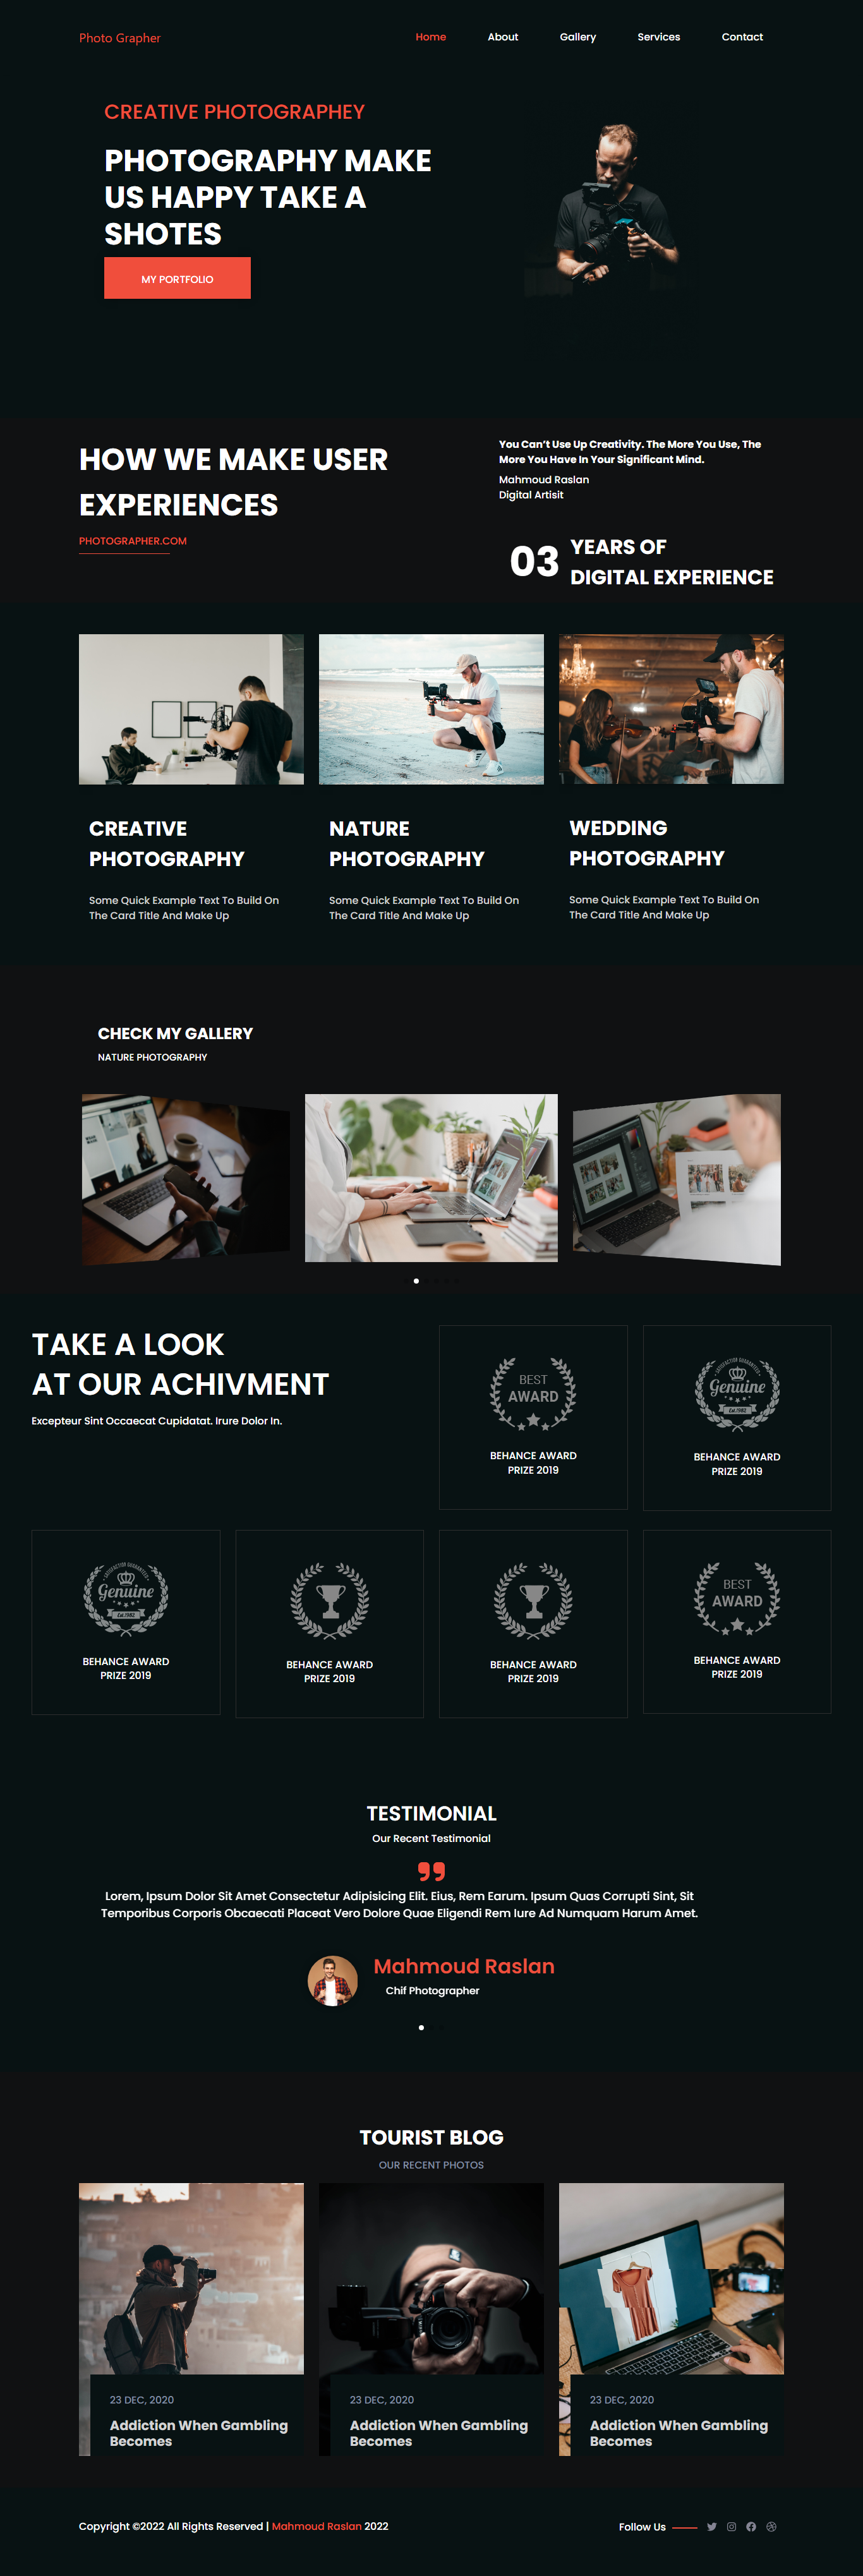 Photo Grapher
Home About Gallery Services Contact
CREATIVE PHOTOGRAPHEY
PHOTOGRAPHY MAKE
US HAPPY TAKE A
SHOTES
MY PORTFOLIO
HOW WE MAKE USER
EXPERIENCES
PHOTOGRAPHER.COM
You Can't Use Up Creativity. The More You Use, The
More You Have In Your Significant Mind.
Mahmoud Raslan
Digital Artisit
03
YEARS OF
DIGITAL EXPERIENCE
CREATIVE
PHOTOGRAPHY
Some Quick Example Text To Build On
The Card Title And Make Up
NATURE
PHOTOGRAPHY
Some Quick Example Text To Build On
The Card Title And Make Up
WEDDING
PHOTOGRAPHY
Some Quick Example Text To Build On
The Card Title And Make Up
CHECK MY GALLERY
NATURE PHOTOGRAPHY
TAKE A LOOK
AT OUR ACHIVMENT
Excepteur Sint Occaecat Cupidatat. Irure Dolor In.
BEST
AWARD
BEHANCE AWARD
PRIZE 2019
SATISFACTION GUARANTEED
Genuine
Est.1982
BEHANCE AWARD
PRIZE 2019
SATISFACTION GUARANTEED
Genuine
Est.1982
BEHANCE AWARD
PRIZE 2019
BEHANCE AWARD
PRIZE 2019
BEHANCE AWARD
PRIZE 2019
BEST
AWARD
BEHANCE AWARD
PRIZE 2019
TESTIMONIAL
Our Recent Testimonial
Lorem, Ipsum Dolor Sit Amet Consectetur Adipisicing Elit. Eius, Rem Earum. Ipsum Quas Corrupti Sint, Sit
Temporibus Corporis Obcaecati Placeat Vero Dolore Quae Eligendi Rem Iure Ad Numquam Harum Amet.
Mahmoud Raslan
Chif Photographer
TOURIST BLOG
OUR RECENT PHOTOS
23 DEC, 2020
Addiction When Gambling
Becomes
23 DEC, 2020
Addiction When Gambling
Becomes
23 DEC, 2020
Addiction When Gambling
Becomes
Copyright ©2022 All Rights Reserved | Mahmoud Raslan 2022
Follow Us